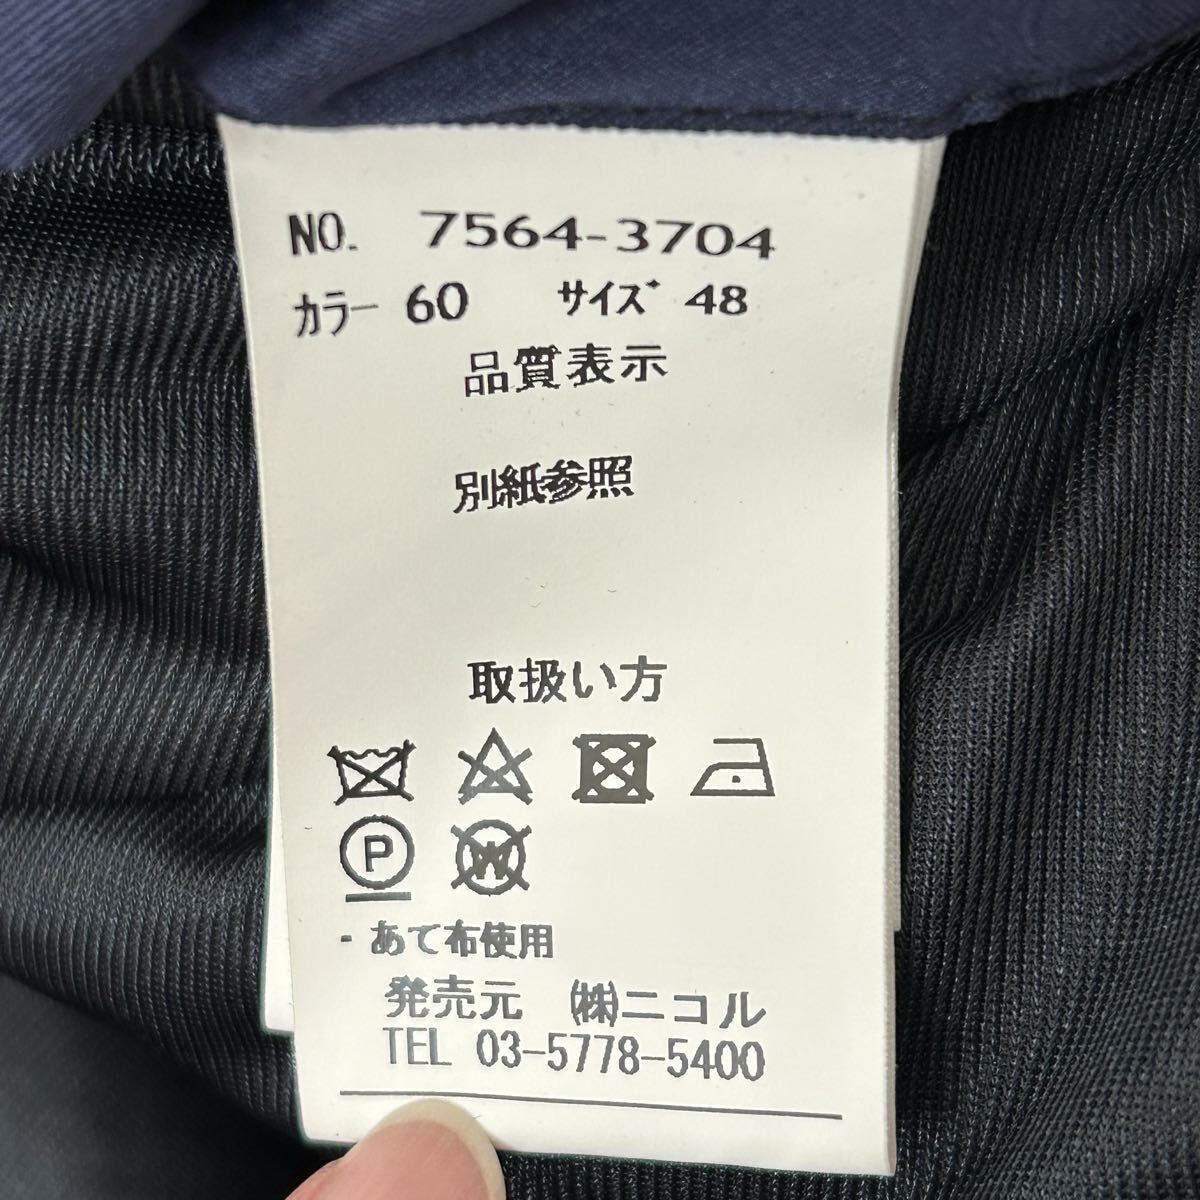 NO. 7564-3704
カラー 60 サイズ 48
品質表示
別紙参照
取扱い方
P
W
・あて布使用
発売元 ㈱ニコル
TEL 03-5778-5400